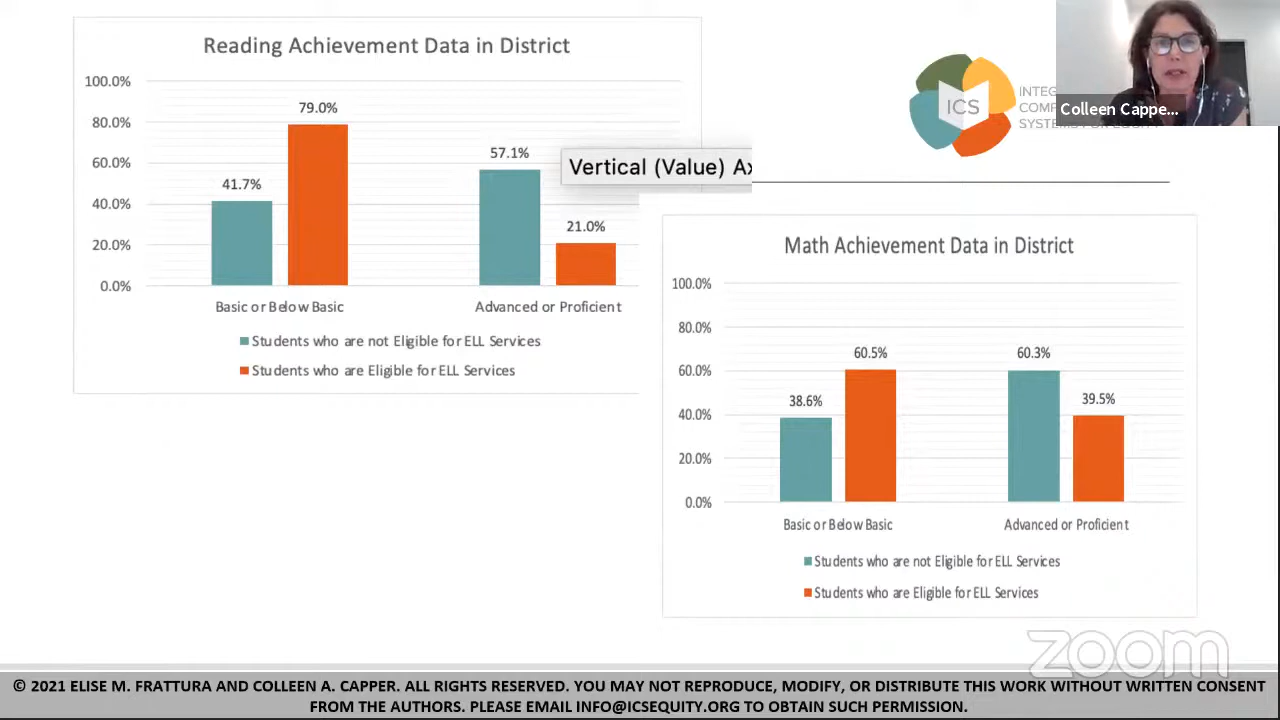 Reading Achievement Data in District
100.0%
80.0%
60.0%
40.0%
20.0%
0.0%
41.7%
79.0%
57.1%
21.0%
Basic or Below Basic
Advanced or Proficient
Students who are not Eligible for ELL Services
Students who are Eligible for ELL Services
Vertical (Value) Ax
ICS
Colleen Cappe...
Math Achievement Data in District
100.0%
80.0%
60.0%
40.0%
20.0%
0.0%
38.6%
60.5%
60.3%
39.5%
Basic or Below Basic
Advanced or Proficient
Students who are not Eligible for ELL Services
Students who are Eligible for ELL Services
zoom
© 2021 ELISE M. FRATTURA AND COLLEEN A. CAPPER. ALL RIGHTS RESERVED. YOU MAY NOT REPRODUCE, MODIFY, OR DISTRIBUTE THIS WORK WITHOUT WRITTEN CONSENT
FROM THE AUTHORS. PLEASE EMAIL INFO@ICSEQUITY.ORG TO OBTAIN SUCH PERMISSION.